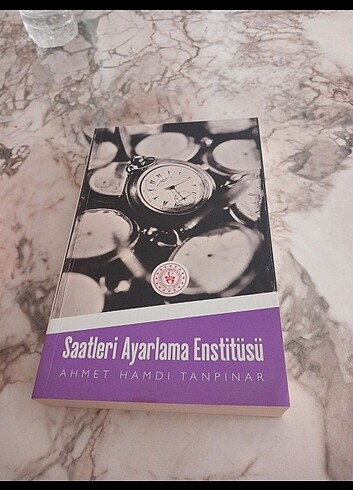 Saatleri Ayarlama Enstitüsü
AHMET HAMDİ TANPINAR